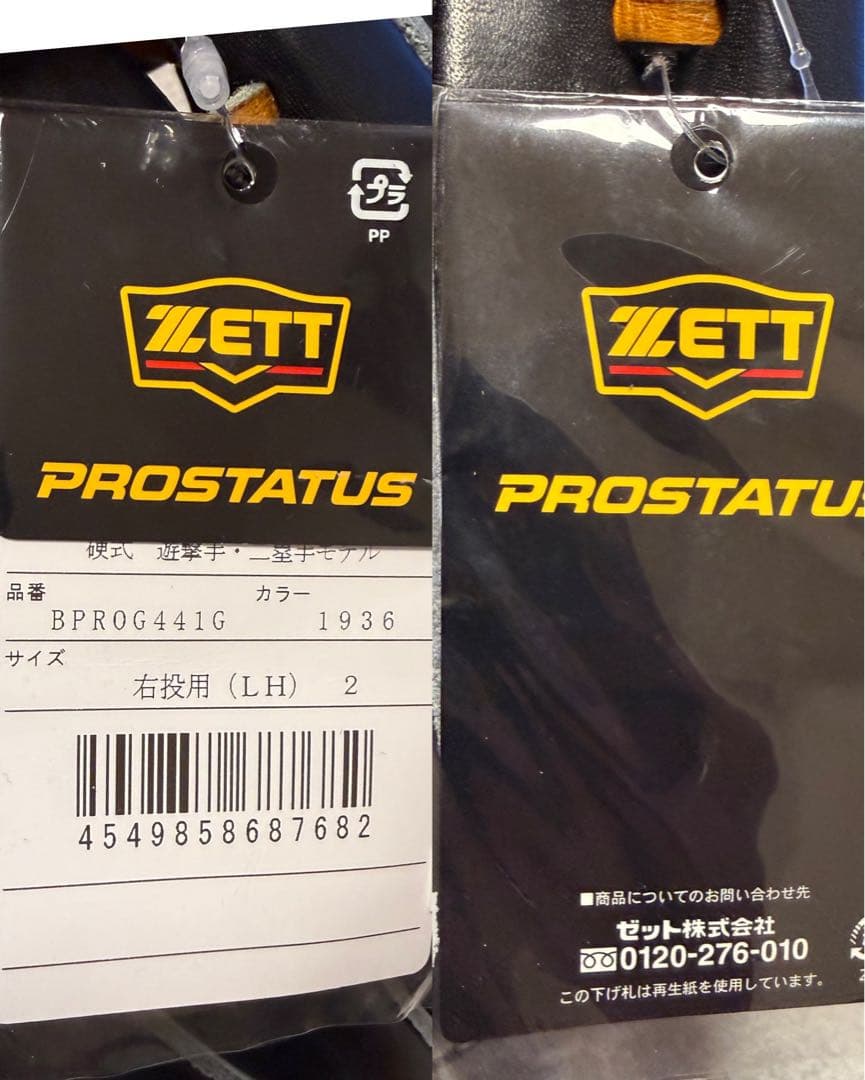 プラ
PP
ZETT
PROSTATUS
硬式　遊撃手・二塁手モデル
品番　カラー
BPROG441G　1936
サイズ
右投用（LH）　2
4549858687682
ZETT
PROSTATUS
■商品についてのお問い合わせ先
ゼット株式会社
0120-276-010
この下げ札は再生紙を使用しています。